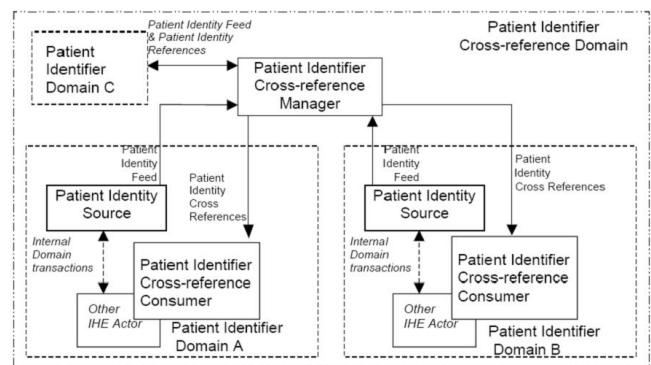 Patient Identity Feed
& Patient Identity
References
Patient Identifier
Cross-reference Domain
Patient
Identifier
Domain C
Patient Identifier
Cross-reference
Manager
Patient
Identity
Feed
Patient
Identity
Cross
References
Patient Identity
Source
Internal
Domain
transactions
Patient Identifier
Cross-reference
Consumer
Other
IHE Actor
Patient Identifier
Domain A
Patient
Identity
Feed
Patient
Identity
Cross References
Patient Identity
Source
Internal
Domain
transactions
Patient Identifier
Cross-reference
Consumer
Other
IHE Actor
Patient Identifier
Domain B